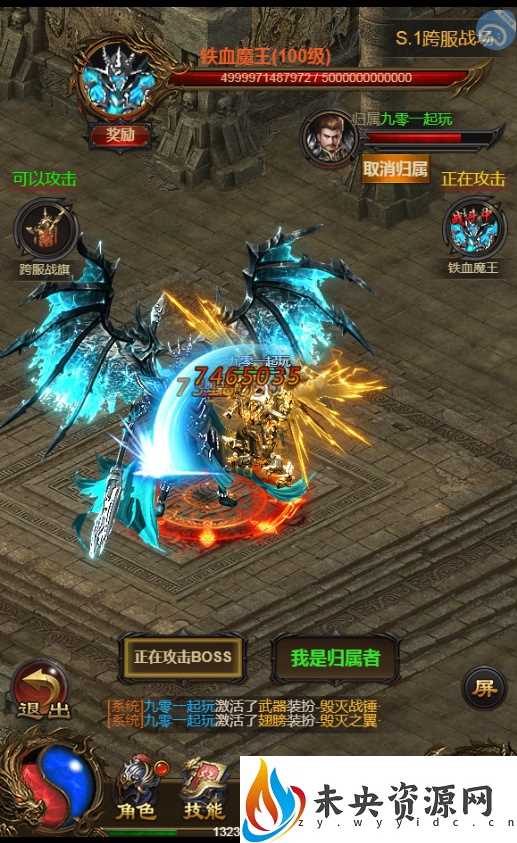 S.1跨服战场
铁血魔王(100级)
4999971487972 / 5000000000000
奖励
归属九零一起玩
取消归属
可以攻击
正在攻击
战斗中
跨服战旗
铁血魔王
九零一起玩
7465035
正在攻击BOSS
我是归属者
屏
退出
[系统]九零一起玩激活了武器装扮-毁灭战锤
[系统]九零一起玩激活了翅膀装扮-毁灭之翼
角色
技能
1323
未央资源网
zy.wyyidc.cn